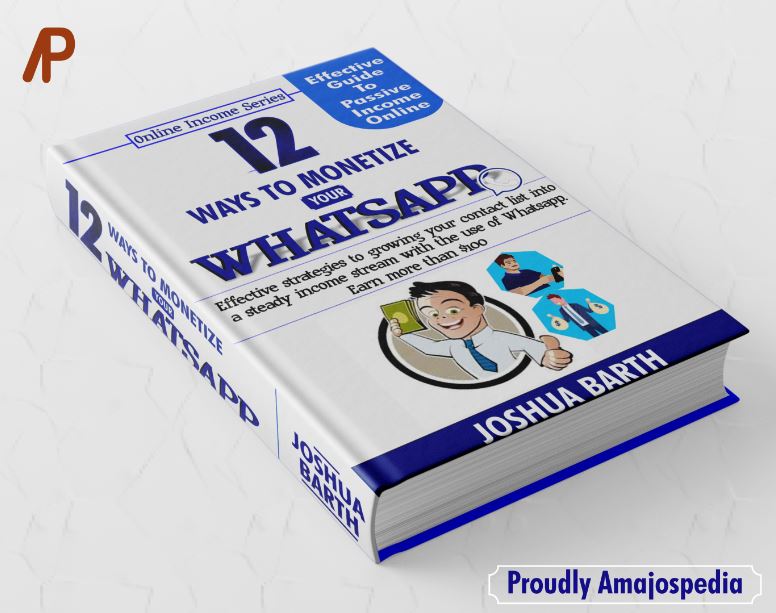 AP
Effective
Guide
To
Passive
Income
Online
Online Income Series
12
WAYS TO MONETIZE
YOUR
WHATSAPP
Effective strategies to growing your contact list into
a steady income stream with the use of Whatsapp.
Earn more than $100
JOSHUA BARTH
12
WAYS TO MONETIZE
YOUR
WHATSAPP
JOSHUA
BARTH
Proudly Amajospedia